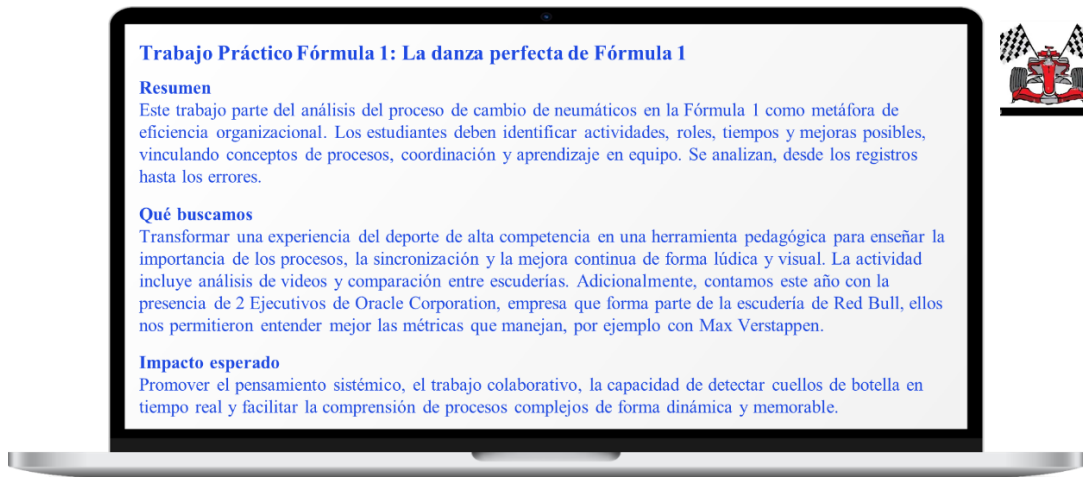 Trabajo Práctico Fórmula 1: La danza perfecta de Fórmula 1
Resumen
Este trabajo parte del análisis del proceso de cambio de neumáticos en la Fórmula 1 como metáfora de
eficiencia organizacional. Los estudiantes deben identificar actividades, roles, tiempos y mejoras posibles,
vinculando conceptos de procesos, coordinación y aprendizaje en equipo. Se analizan, desde los registros
hasta los errores.
Qué buscamos
Transformar una experiencia del deporte de alta competencia en una herramienta pedagógica para enseñar la
importancia de los procesos, la sincronización y la mejora continua de forma lúdica y visual. La actividad
incluye análisis de videos y comparación entre escuderías. Adicionalmente, contamos este año con la
presencia de 2 Ejecutivos de Oracle Corporation, empresa que forma parte de la escudería de Red Bull, ellos
nos permitieron entender mejor las métricas que manejan, por ejemplo con Max Verstappen.
Impacto esperado
Promover el pensamiento sistémico, el trabajo colaborativo, la capacidad de detectar cuellos de botella en
tiempo real y facilitar la comprensión de procesos complejos de forma dinámica y memorable.